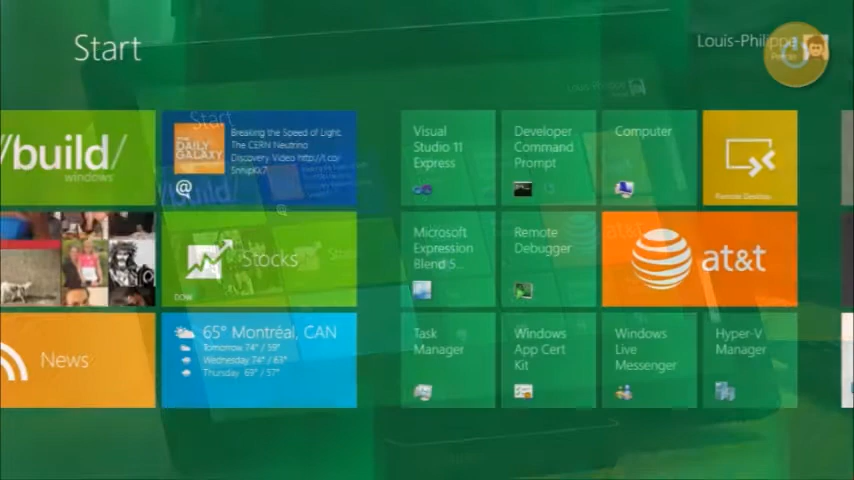 Start
Louis-Philippe
/build/
windows
THE
DAILY
GALAXY
Breaking the Speed of Light.
The CERN Neutrino
Discovery Video http://t.co/
@
Visual
Studio 11
Express
Developer
Command
Prompt
Computer
Remote Desktop
Stocks
DOW
Microsoft
Expression
Blend 5...
Remote
Debugger
at&t
News
65° Montréal, CAN
Tomorrow 74° / 59°
Wednesday 74° / 63°
Thursday 69° / 57°
Task
Manager
Windows
App Cert
Kit
Windows
Live
Messenger
Hyper-V
Manager
Start
/build/